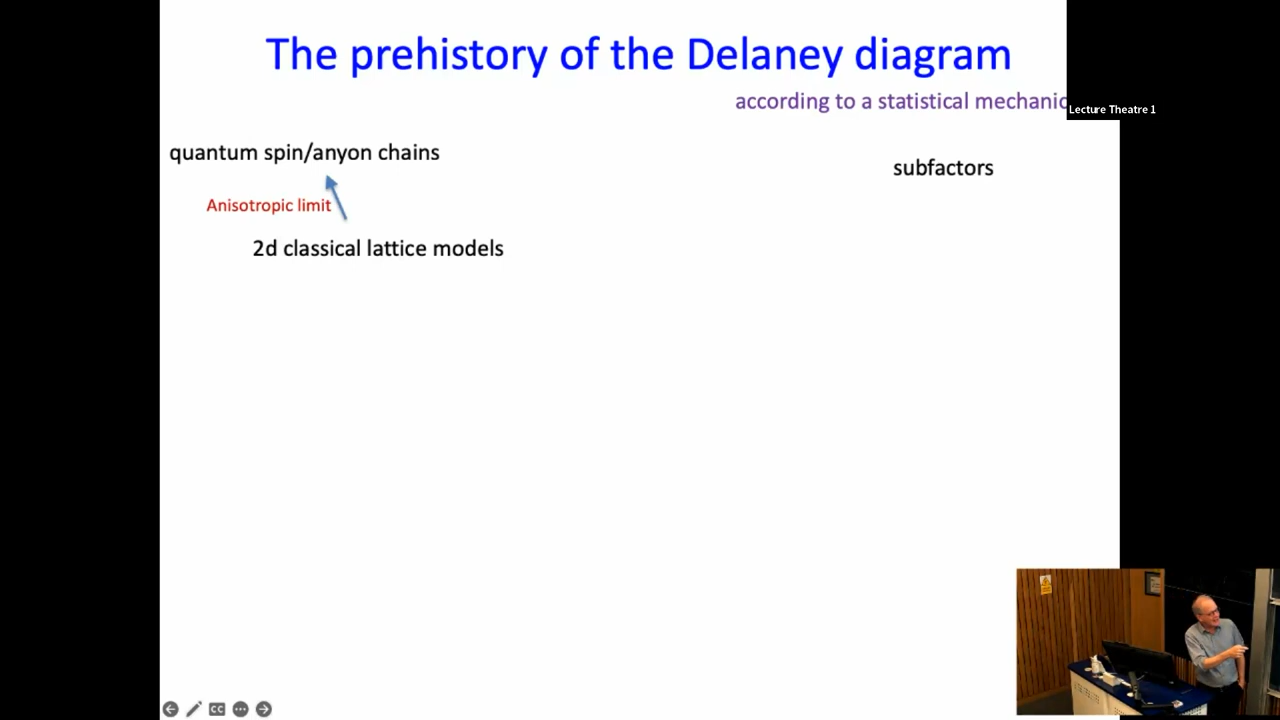 The prehistory of the Delaney diagram
according to a statistical mechanic
Lecture Theatre 1
quantum spin/anyon chains
subfactors
Anisotropic limit
2d classical lattice models
CC